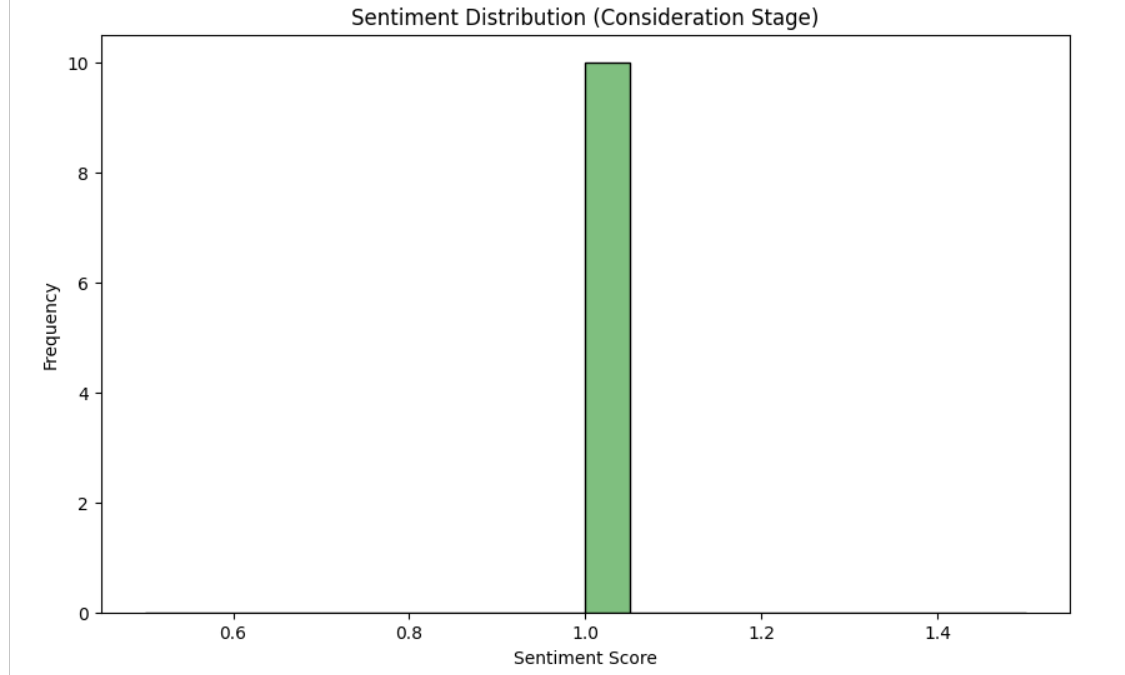 Sentiment Distribution (Consideration Stage)
10
8
6
4
2
0
Frequency
0.6 0.8 1.0 1.2 1.4
Sentiment Score